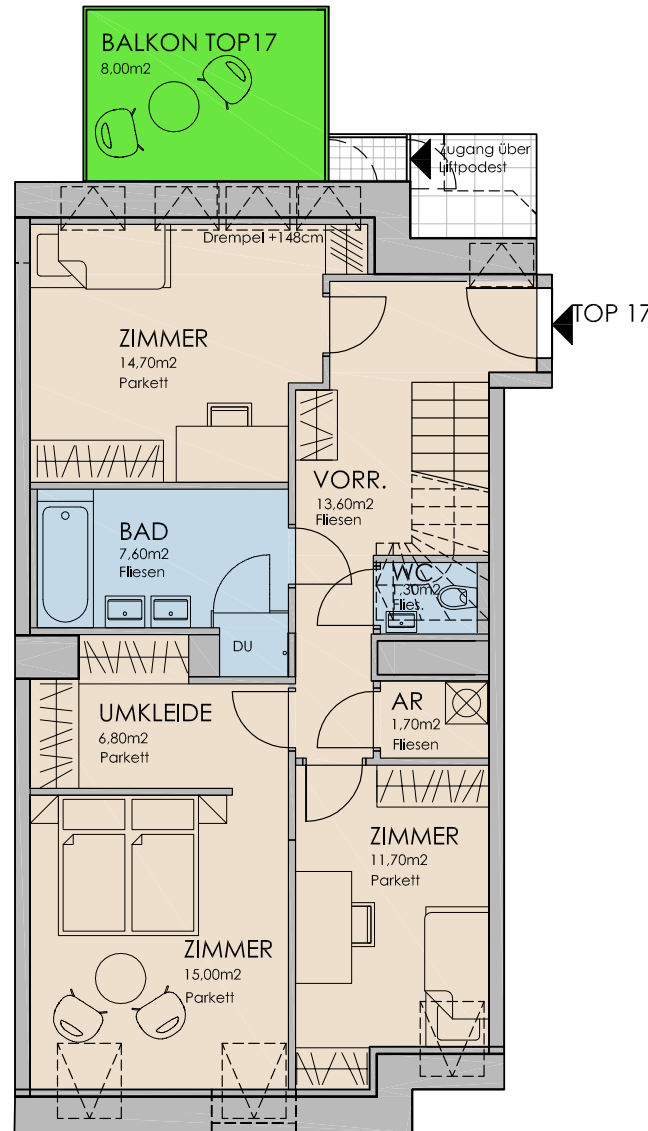 BALKON TOP17
8,00m2
Zugang über
Liftpodest
Drempel +148cm
TOP 17
ZIMMER
14,70m2
Parkett
VORR.
13,60m2
Fliesen
BAD
7,60m2
Fliesen
WC
1,30m2
Flies.
DU
UMKLEIDE
6,80m2
Parkett
AR
1,70m2
Fliesen
ZIMMER
11,70m2
Parkett
ZIMMER
15,00m2
Parkett